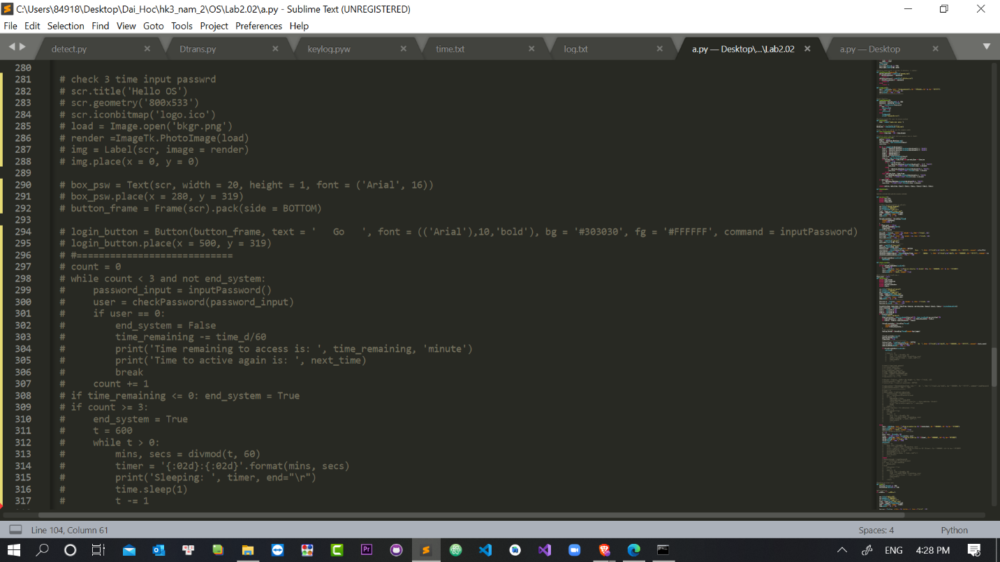 C:\Users\84918\Desktop\Dai_Hoc\hk3_nam_2\OS\Lab2.02\a.py - Sublime Text (UNREGISTERED)
File Edit Selection Find View Goto Tools Project Preferences Help
detect.py Dtrans.py keylog.pyw time.txt log.txt a.py — Desktop\...\Lab2.02 a.py — Desktop
280
281 # check 3 time input passwrd
282 # scr.title('Hello OS')
283 # scr.geometry('800x533')
284 # scr.iconbitmap('logo.ico')
285 # load = Image.open('bkgr.png')
286 # render =ImageTk.PhotoImage(load)
287 # img = Label(scr, image = render)
288 # img.place(x = 0, y = 0)
289
290 # box_psw = Text(scr, width = 20, height = 1, font = ('Arial', 16))
291 # box_psw.place(x = 280, y = 319)
292 # button_frame = Frame(scr).pack(side = BOTTOM)
293
294 # login_button = Button(button_frame, text = '   Go   ', font = (('Arial'),10,'bold'), bg = '#303030', fg = '#FFFFFF', command = inputPassword)
295 # login_button.place(x = 500, y = 319)
296 # #============================
297 # count = 0
298 # while count < 3 and not end_system:
299 #     password_input = inputPassword()
300 #     user = checkPassword(password_input)
301 #     if user == 0:
302 #         end_system = False
303 #         time_remaining -= time_d/60
304 #         print('Time remaining to access is: ', time_remaining, 'minute')
305 #         print('Time to active again is: ', next_time)
306 #         break
307 #     count += 1
308 # if time_remaining <= 0: end_system = True
309 # if count >= 3:
310 #     end_system = True
311 #     t = 600
312 #     while t > 0:
313 #         mins, secs = divmod(t, 60)
314 #         timer = '{:02d}:{:02d}'.format(mins, secs)
315 #         print('Sleeping: ', timer, end="\r")
316 #         time.sleep(1)
317 #         t -= 1
Line 104, Column 61 Spaces: 4 Python
ENG 4:28 PM